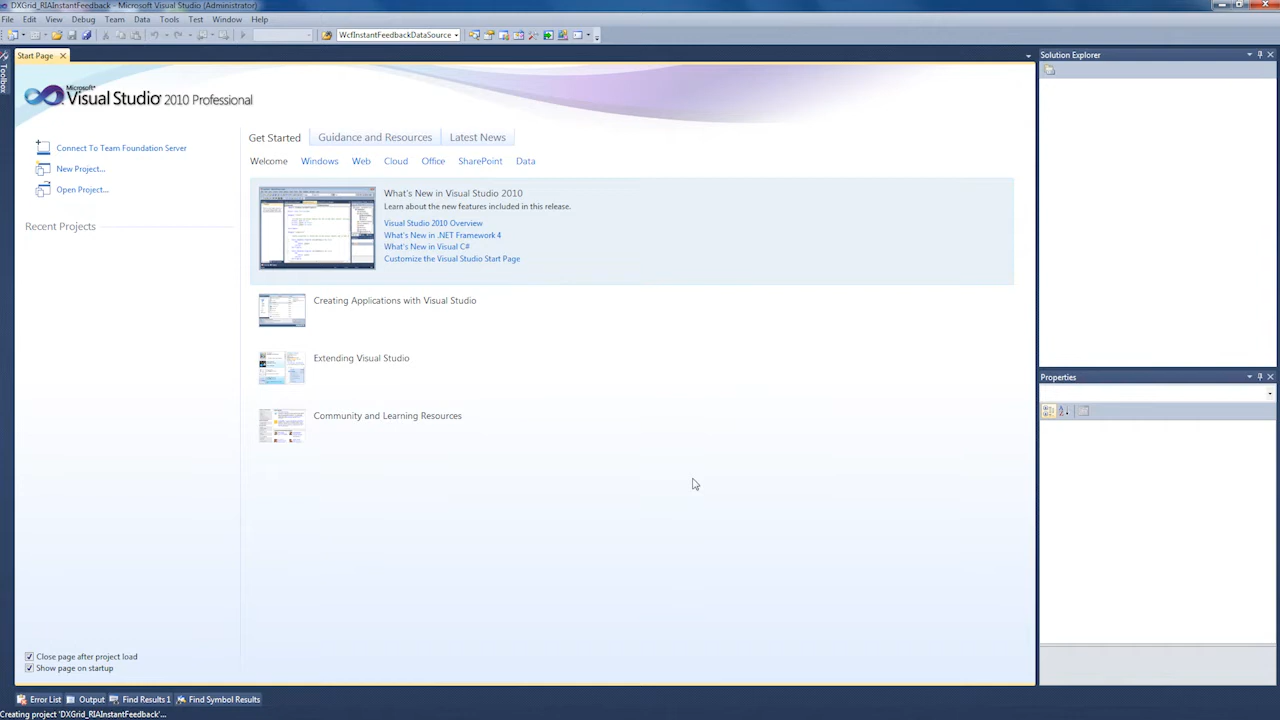 DXGrid_RIAInstantFeedback - Microsoft Visual Studio (Administrator)
File Edit View Debug Team Data Tools Test Window Help
WcfInstantFeedbackDataSource
Start Page
Solution Explorer
Toolbox
Microsoft®
Visual Studio® 2010 Professional
Connect To Team Foundation Server
New Project...
Open Project...
Recent Projects
Get Started Guidance and Resources Latest News
Welcome Windows Web Cloud Office SharePoint Data
What's New in Visual Studio 2010
Learn about the new features included in this release.
Visual Studio 2010 Overview
What's New in .NET Framework 4
What's New in Visual C#
Customize the Visual Studio Start Page
Creating Applications with Visual Studio
Extending Visual Studio
Community and Learning Resources
Properties
Close page after project load
Show page on startup
Error List Output Find Results 1 Find Symbol Results
Creating project 'DXGrid_RIAInstantFeedback'...